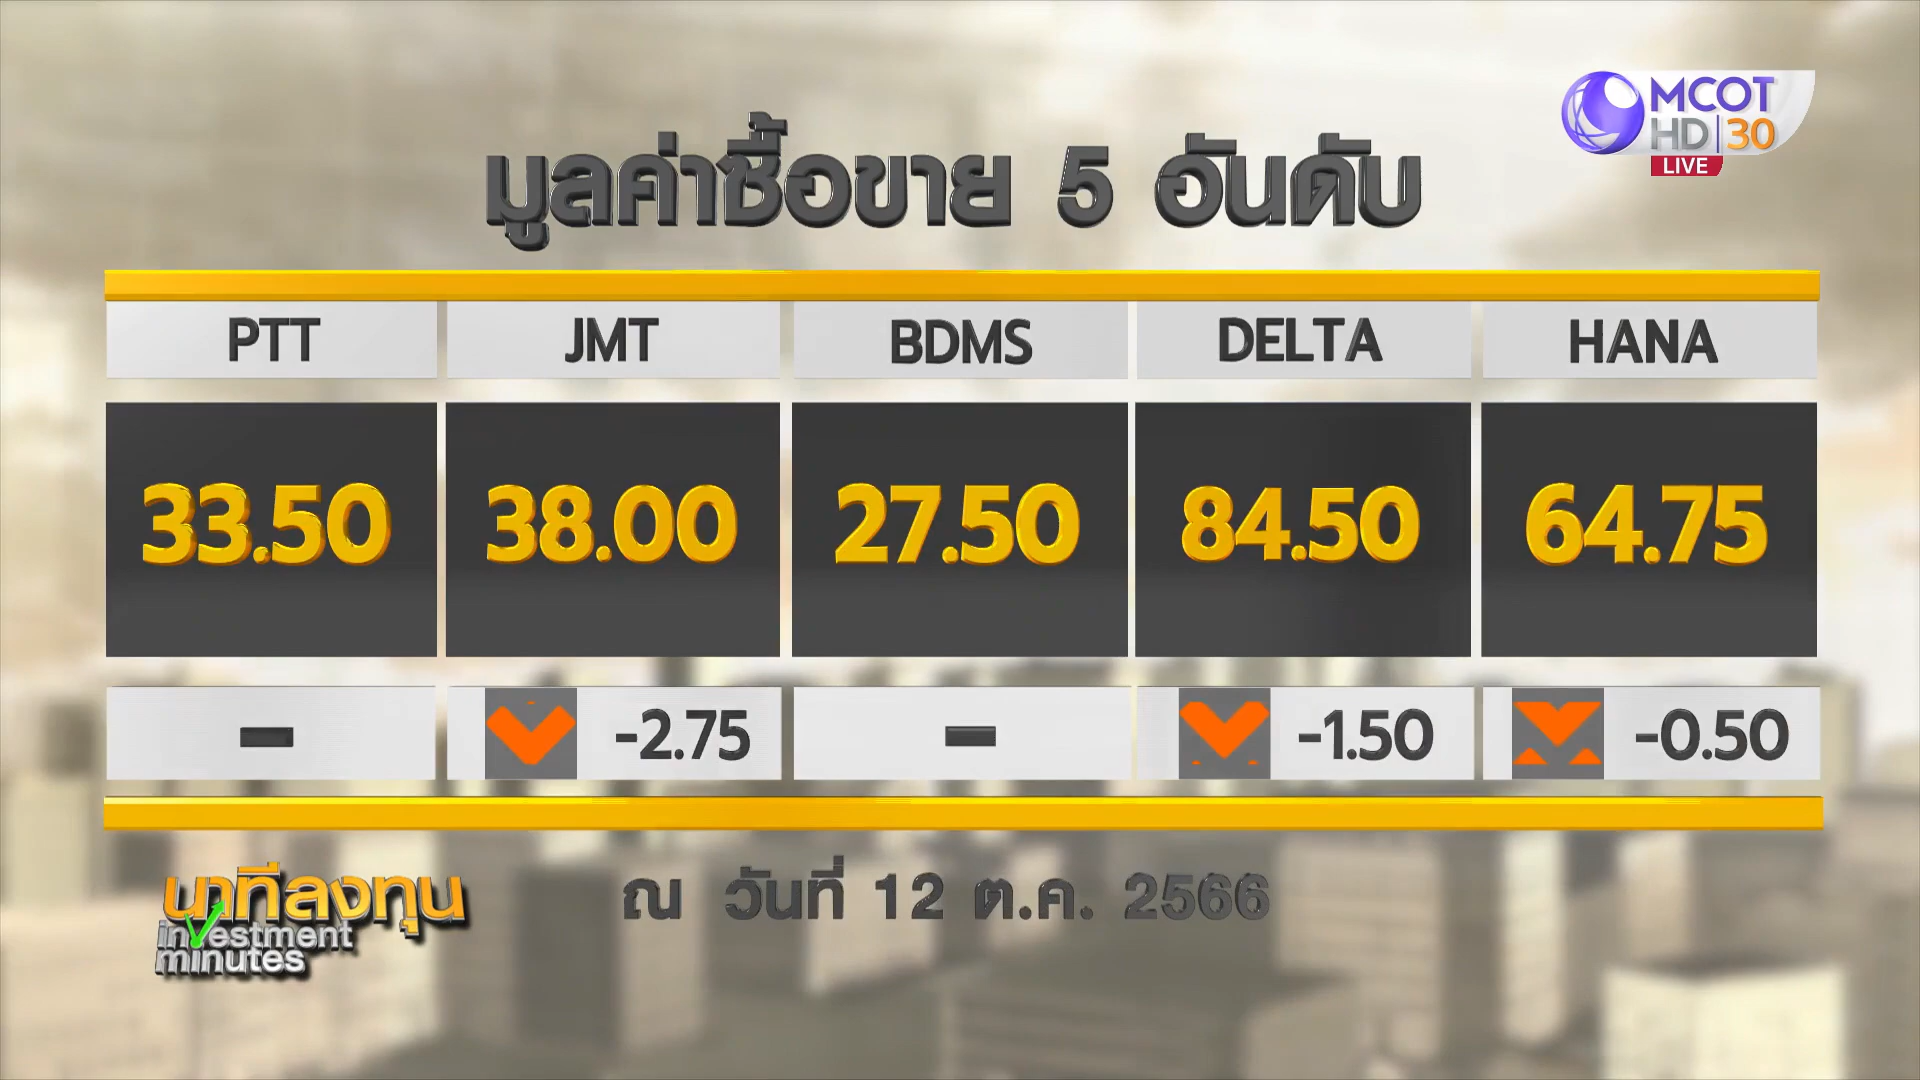 MCOT
HD 30
LIVE
มูลค่าซื้อขาย 5 อันดับ
PTT JMT BDMS DELTA HANA
33.50 38.00 27.50 84.50 64.75
- -2.75 - -1.50 -0.50
นาทีลงทุน
investment
minutes
ณ วันที่ 12 ต.ค. 2566